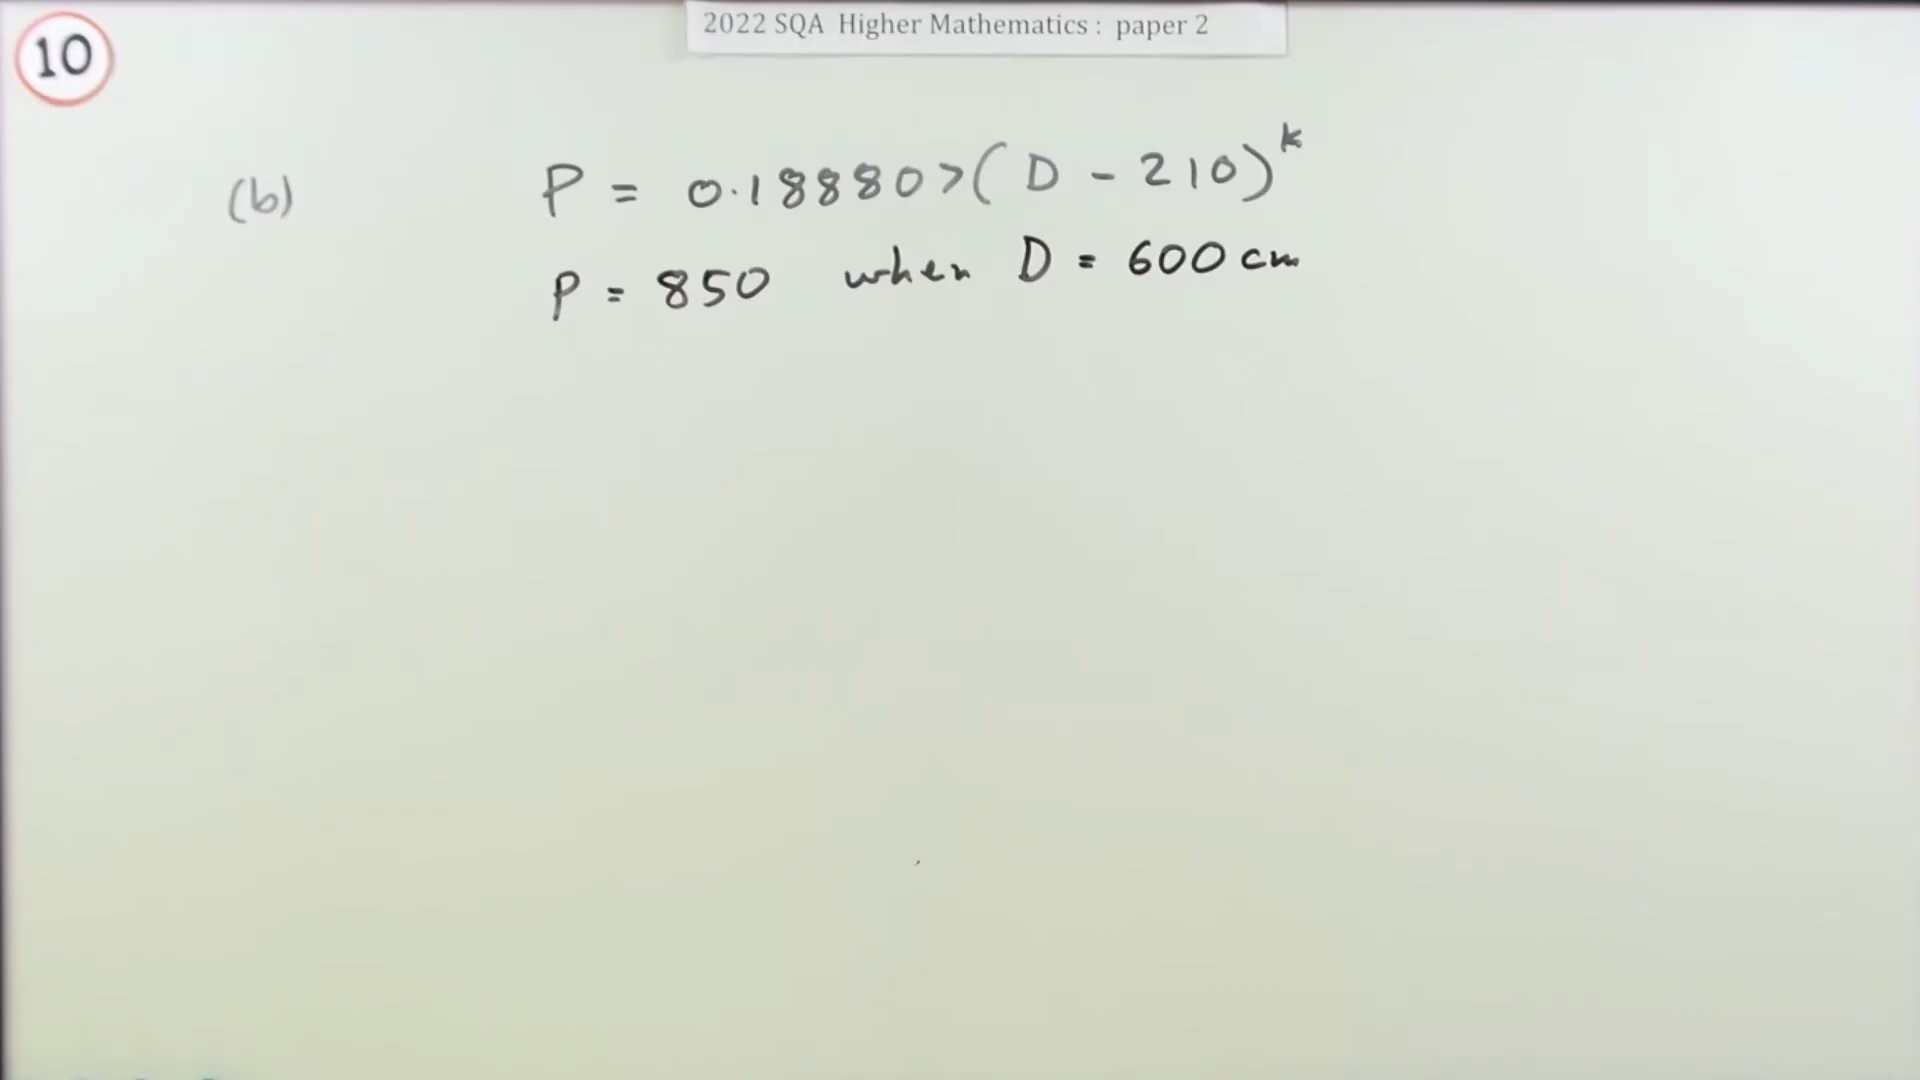 2022 SQA Higher Mathematics : paper 2
10
(b) P = 0.188807(D - 210)^k
P = 850 when D = 600 cm